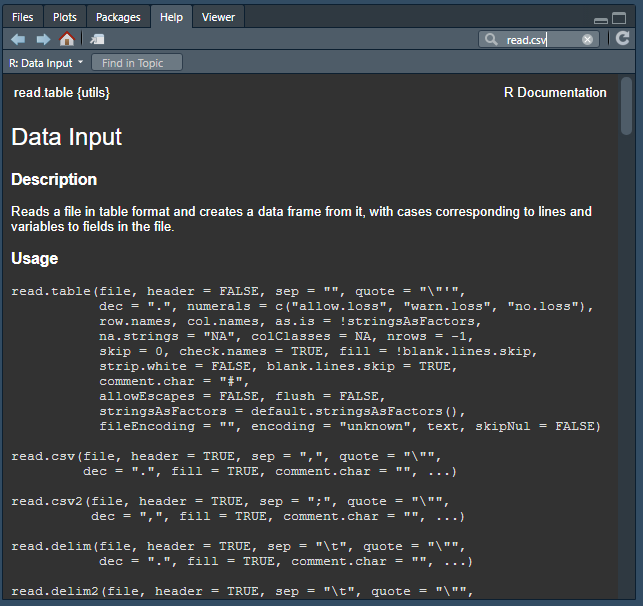 Files Plots Packages Help Viewer
read.csv
R: Data Input Find in Topic
read.table {utils} R Documentation
Data Input
Description
Reads a file in table format and creates a data frame from it, with cases corresponding to lines and
variables to fields in the file.
Usage
read.table(file, header = FALSE, sep = "", quote = "\"'",
           dec = ".", numerals = c("allow.loss", "warn.loss", "no.loss"),
           row.names, col.names, as.is = !stringsAsFactors,
           na.strings = "NA", colClasses = NA, nrows = -1,
           skip = 0, check.names = TRUE, fill = !blank.lines.skip,
           strip.white = FALSE, blank.lines.skip = TRUE,
           comment.char = "#",
           allowEscapes = FALSE, flush = FALSE,
           stringsAsFactors = default.stringsAsFactors(),
           fileEncoding = "", encoding = "unknown", text, skipNul = FALSE)
read.csv(file, header = TRUE, sep = ",", quote = "\"",
         dec = ".", fill = TRUE, comment.char = "", ...)
read.csv2(file, header = TRUE, sep = ";", quote = "\"",
          dec = ",", fill = TRUE, comment.char = "", ...)
read.delim(file, header = TRUE, sep = "\t", quote = "\"",
           dec = ".", fill = TRUE, comment.char = "", ...)
read.delim2(file, header = TRUE, sep = "\t", quote = "\"",